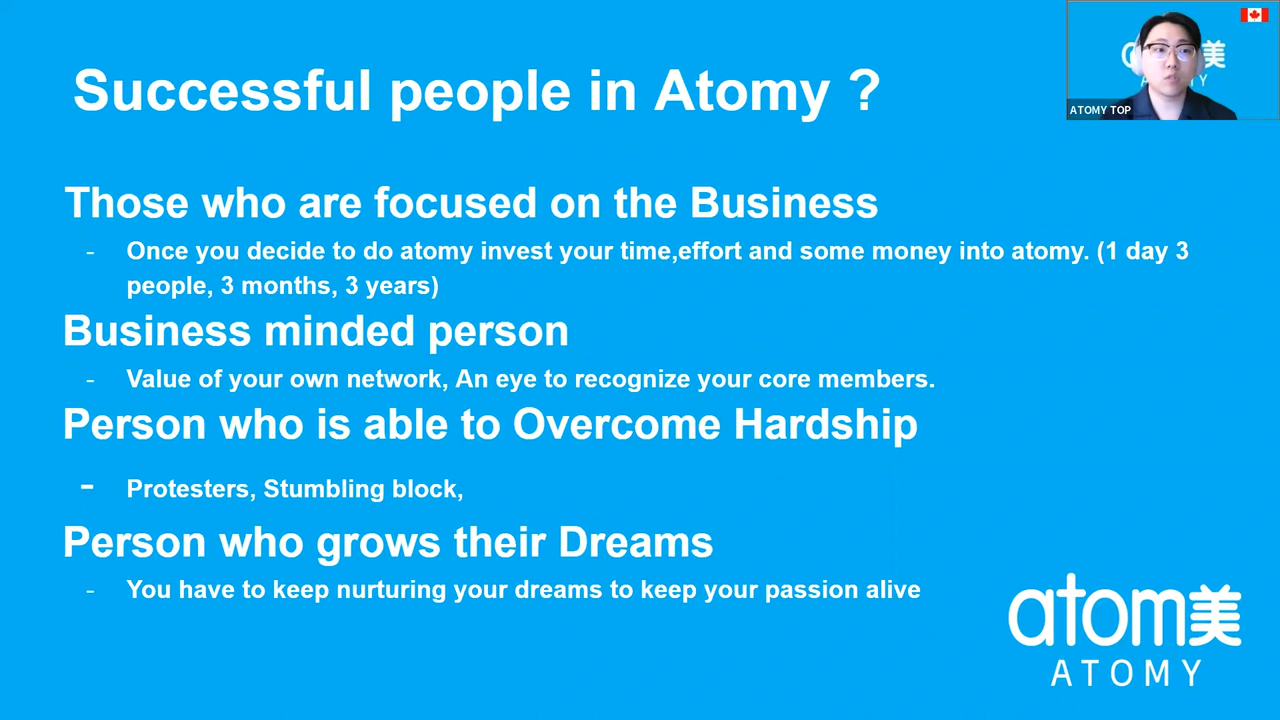 Successful people in Atomy ?
美
ATOMY TOP
Those who are focused on the Business
- Once you decide to do atomy invest your time,effort and some money into atomy. (1 day 3
people, 3 months, 3 years)
Business minded person
- Value of your own network, An eye to recognize your core members.
Person who is able to Overcome Hardship
- Protesters, Stumbling block,
Person who grows their Dreams
- You have to keep nurturing your dreams to keep your passion alive
atom美
ATOMY